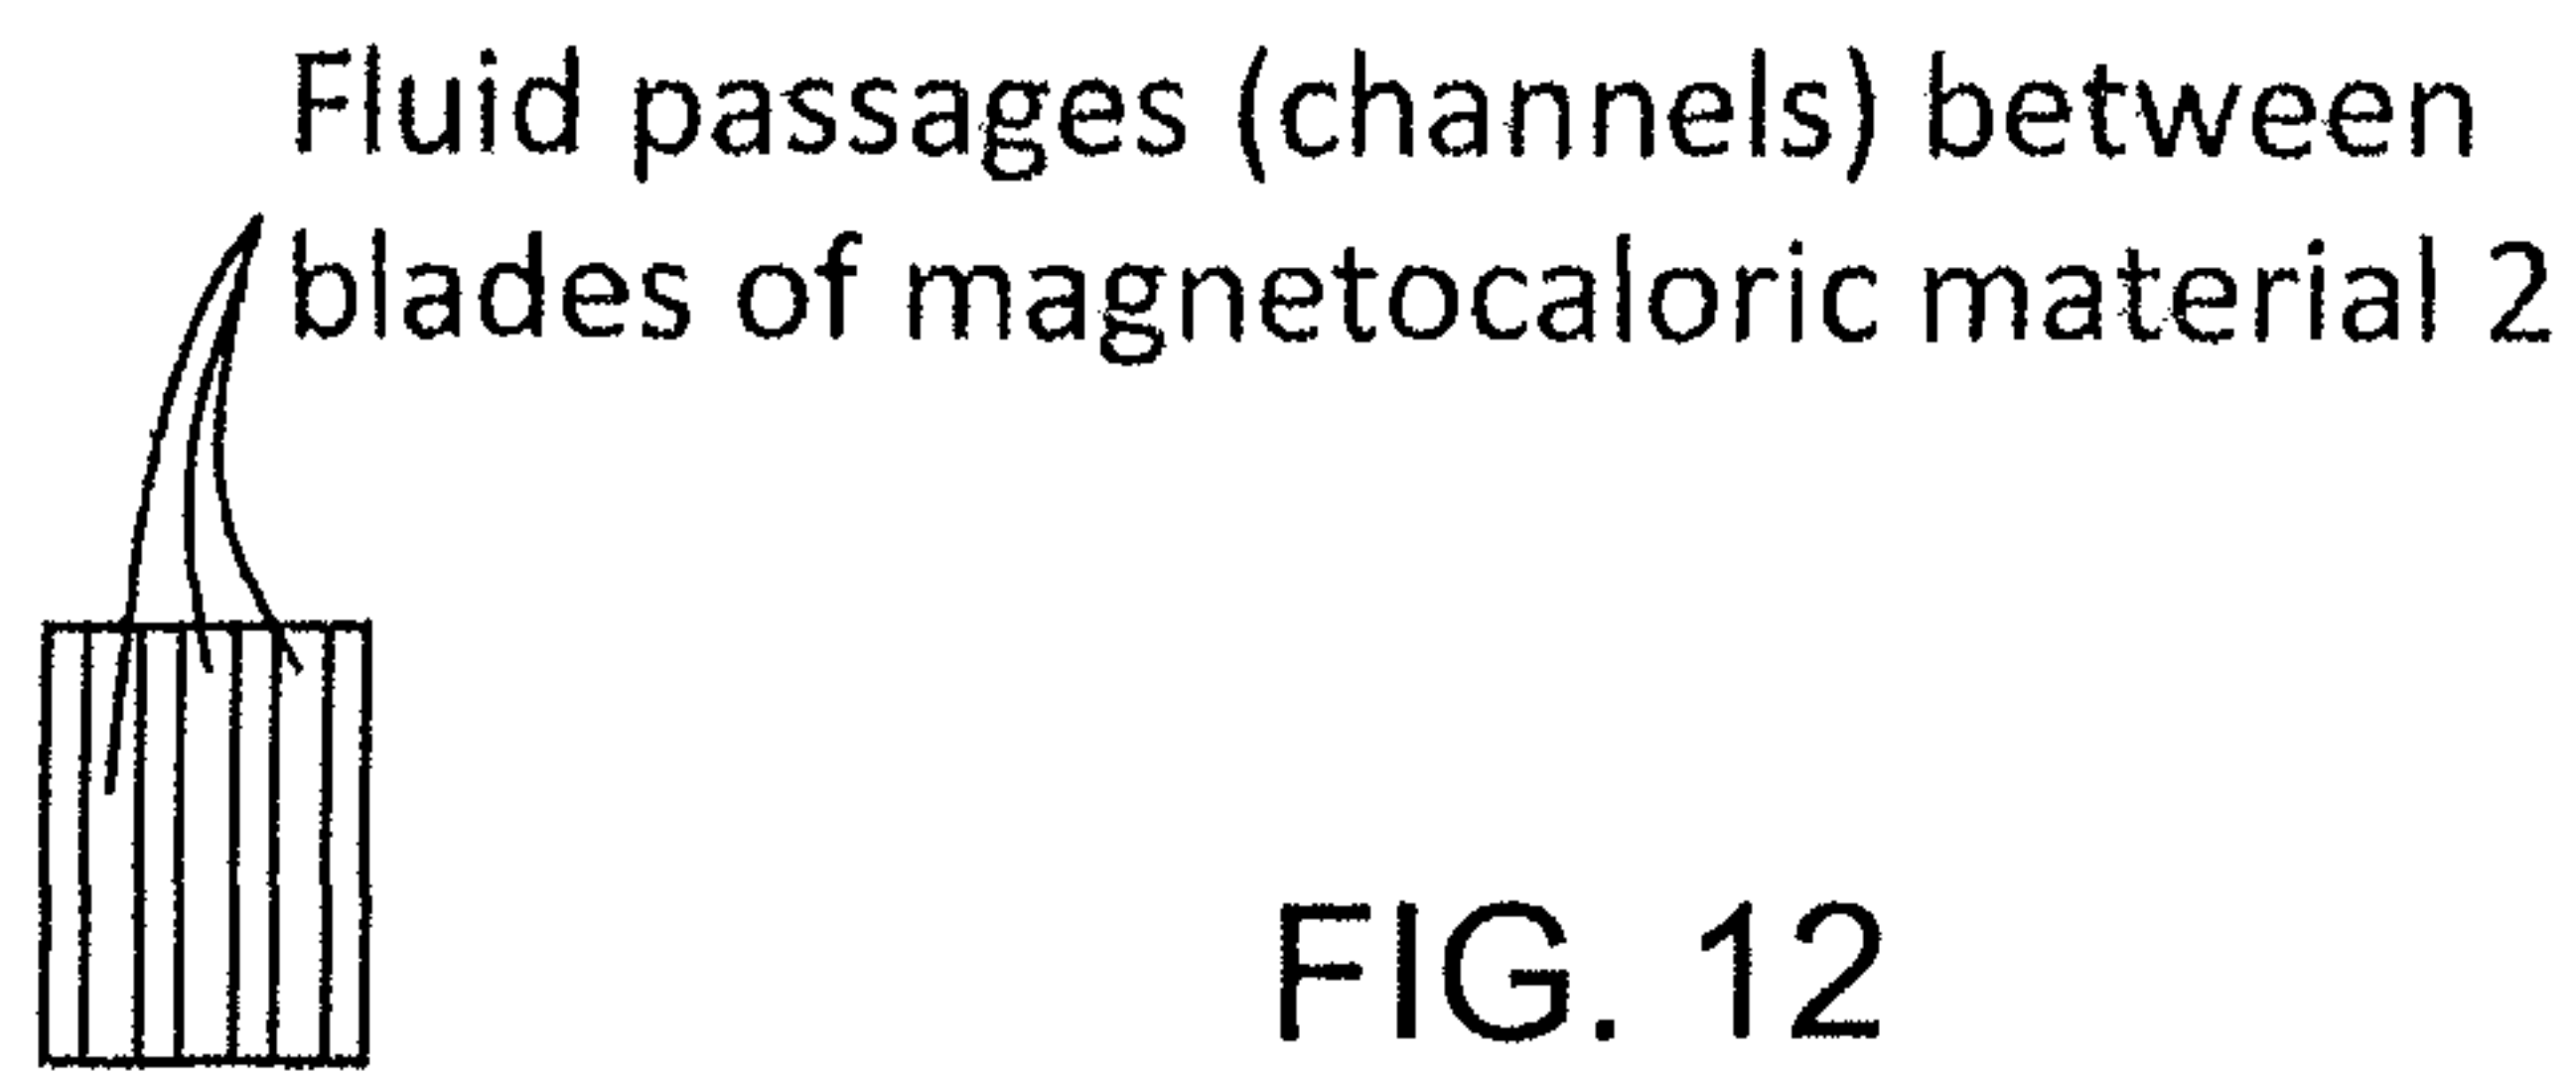 Fluid passages (channels) between
blades of magnetocaloric material 2
FIG. 12